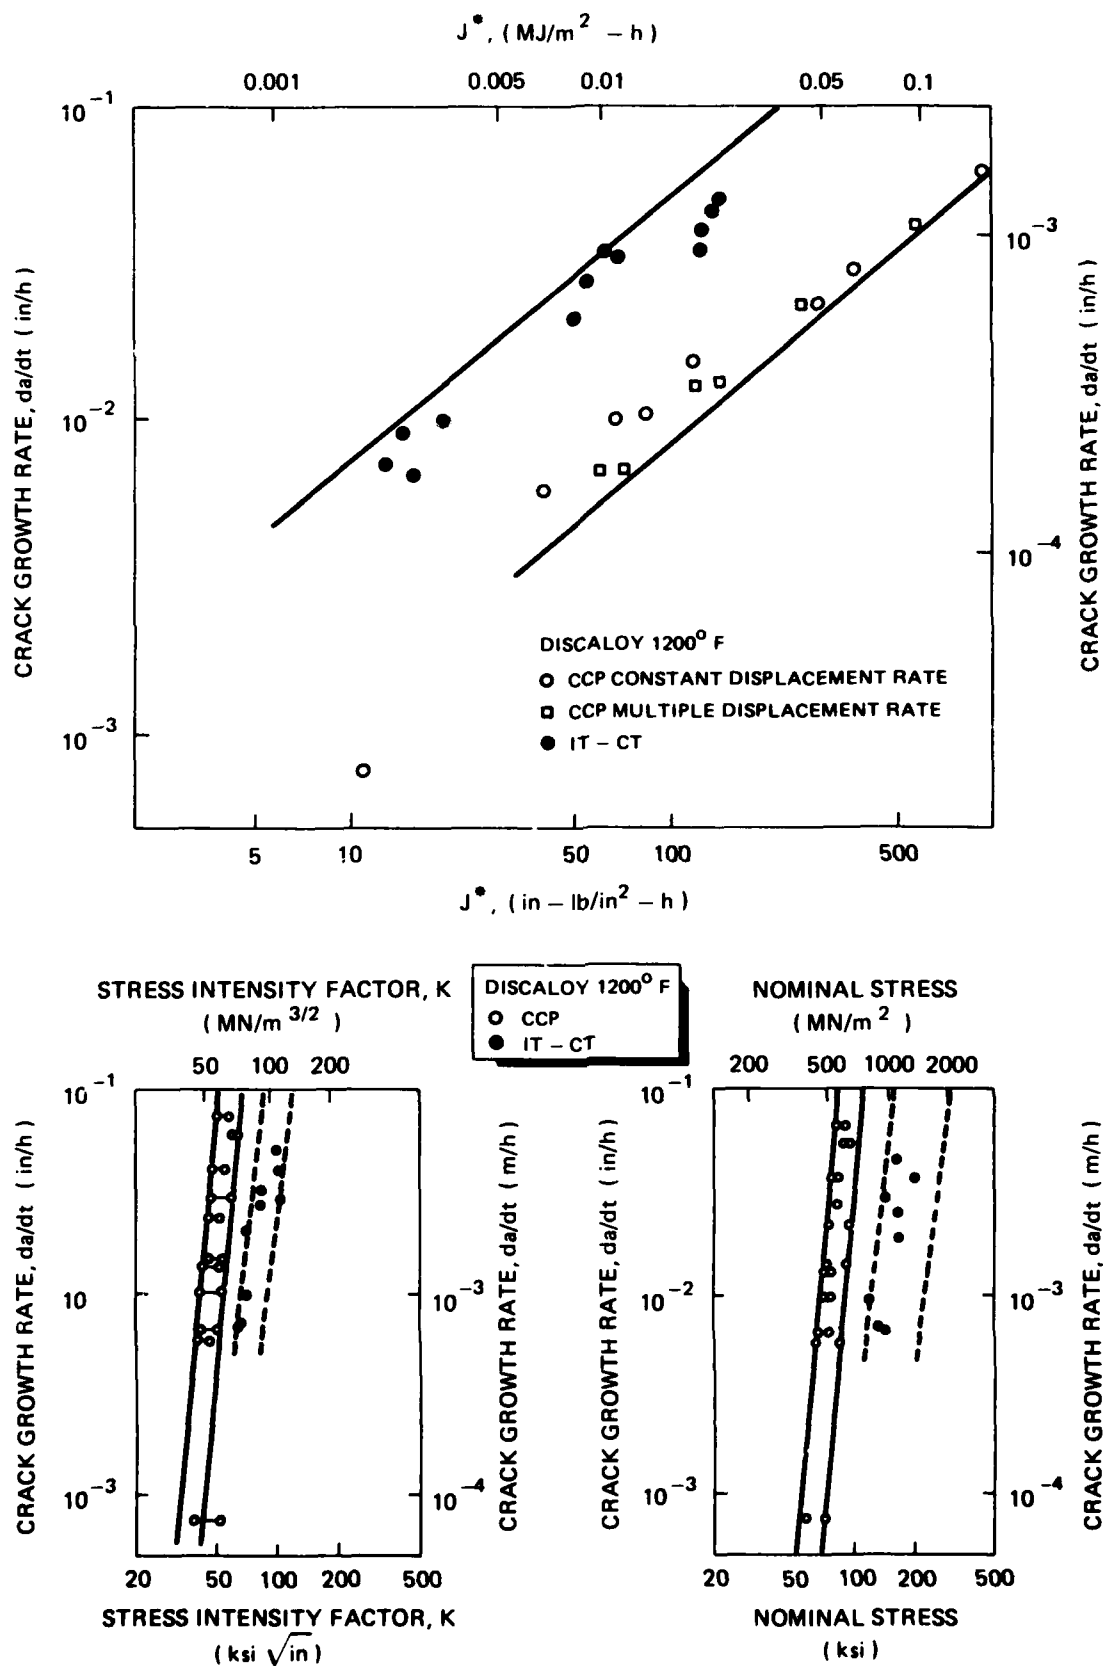 J*, (MJ/m² – h)
0.001 0.005 0.01 0.05 0.1
10⁻¹
10⁻²
10⁻³
CRACK GROWTH RATE, da/dt (in/h)
10⁻³
10⁻⁴
CRACK GROWTH RATE, da/dt (in/h)
DISCALOY 1200° F
CCP CONSTANT DISPLACEMENT RATE
CCP MULTIPLE DISPLACEMENT RATE
IT – CT
5 10 50 100 500
J*, (in – lb/in² – h)
DISCALOY 1200° F
CCP
IT – CT
STRESS INTENSITY FACTOR, K
(MN/m 3/2)
50 100 200
10⁻¹
10
10⁻³
CRACK GROWTH RATE, da/dt (in/h)
10⁻³
10⁻⁴
CRACK GROWTH RATE, da/dt (m/h)
20 50 100 200 500
STRESS INTENSITY FACTOR, K
(ksi √in)
NOMINAL STRESS
(MN/m²)
200 500 1000 2000
10⁻¹
10⁻²
10⁻³
CRACK GROWTH RATE, da/dt (in/h)
10⁻³
10⁻⁴
CRACK GROWTH RATE, da/dt (m/h)
20 50 100 200 500
NOMINAL STRESS
(ksi)